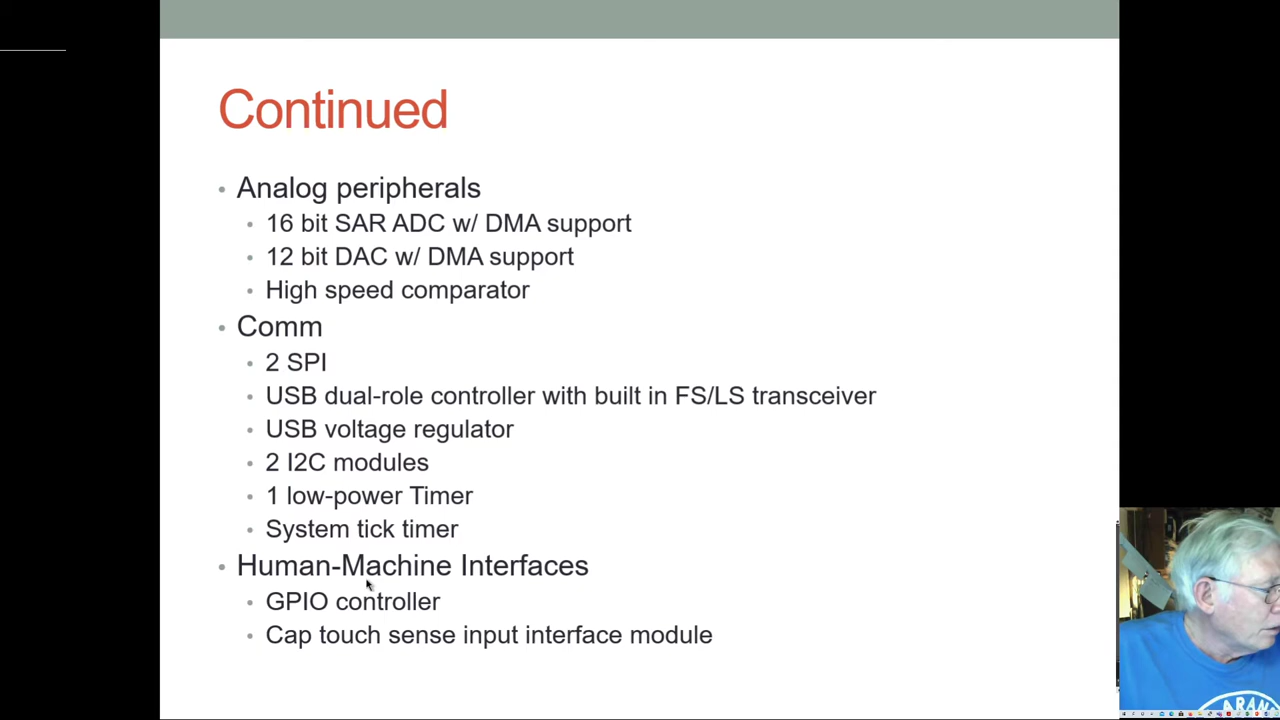 Continued
Analog peripherals
16 bit SAR ADC w/ DMA support
12 bit DAC w/ DMA support
High speed comparator
Comm
2 SPI
USB dual-role controller with built in FS/LS transceiver
USB voltage regulator
2 I2C modules
1 low-power Timer
System tick timer
Human-Machine Interfaces
GPIO controller
Cap touch sense input interface module